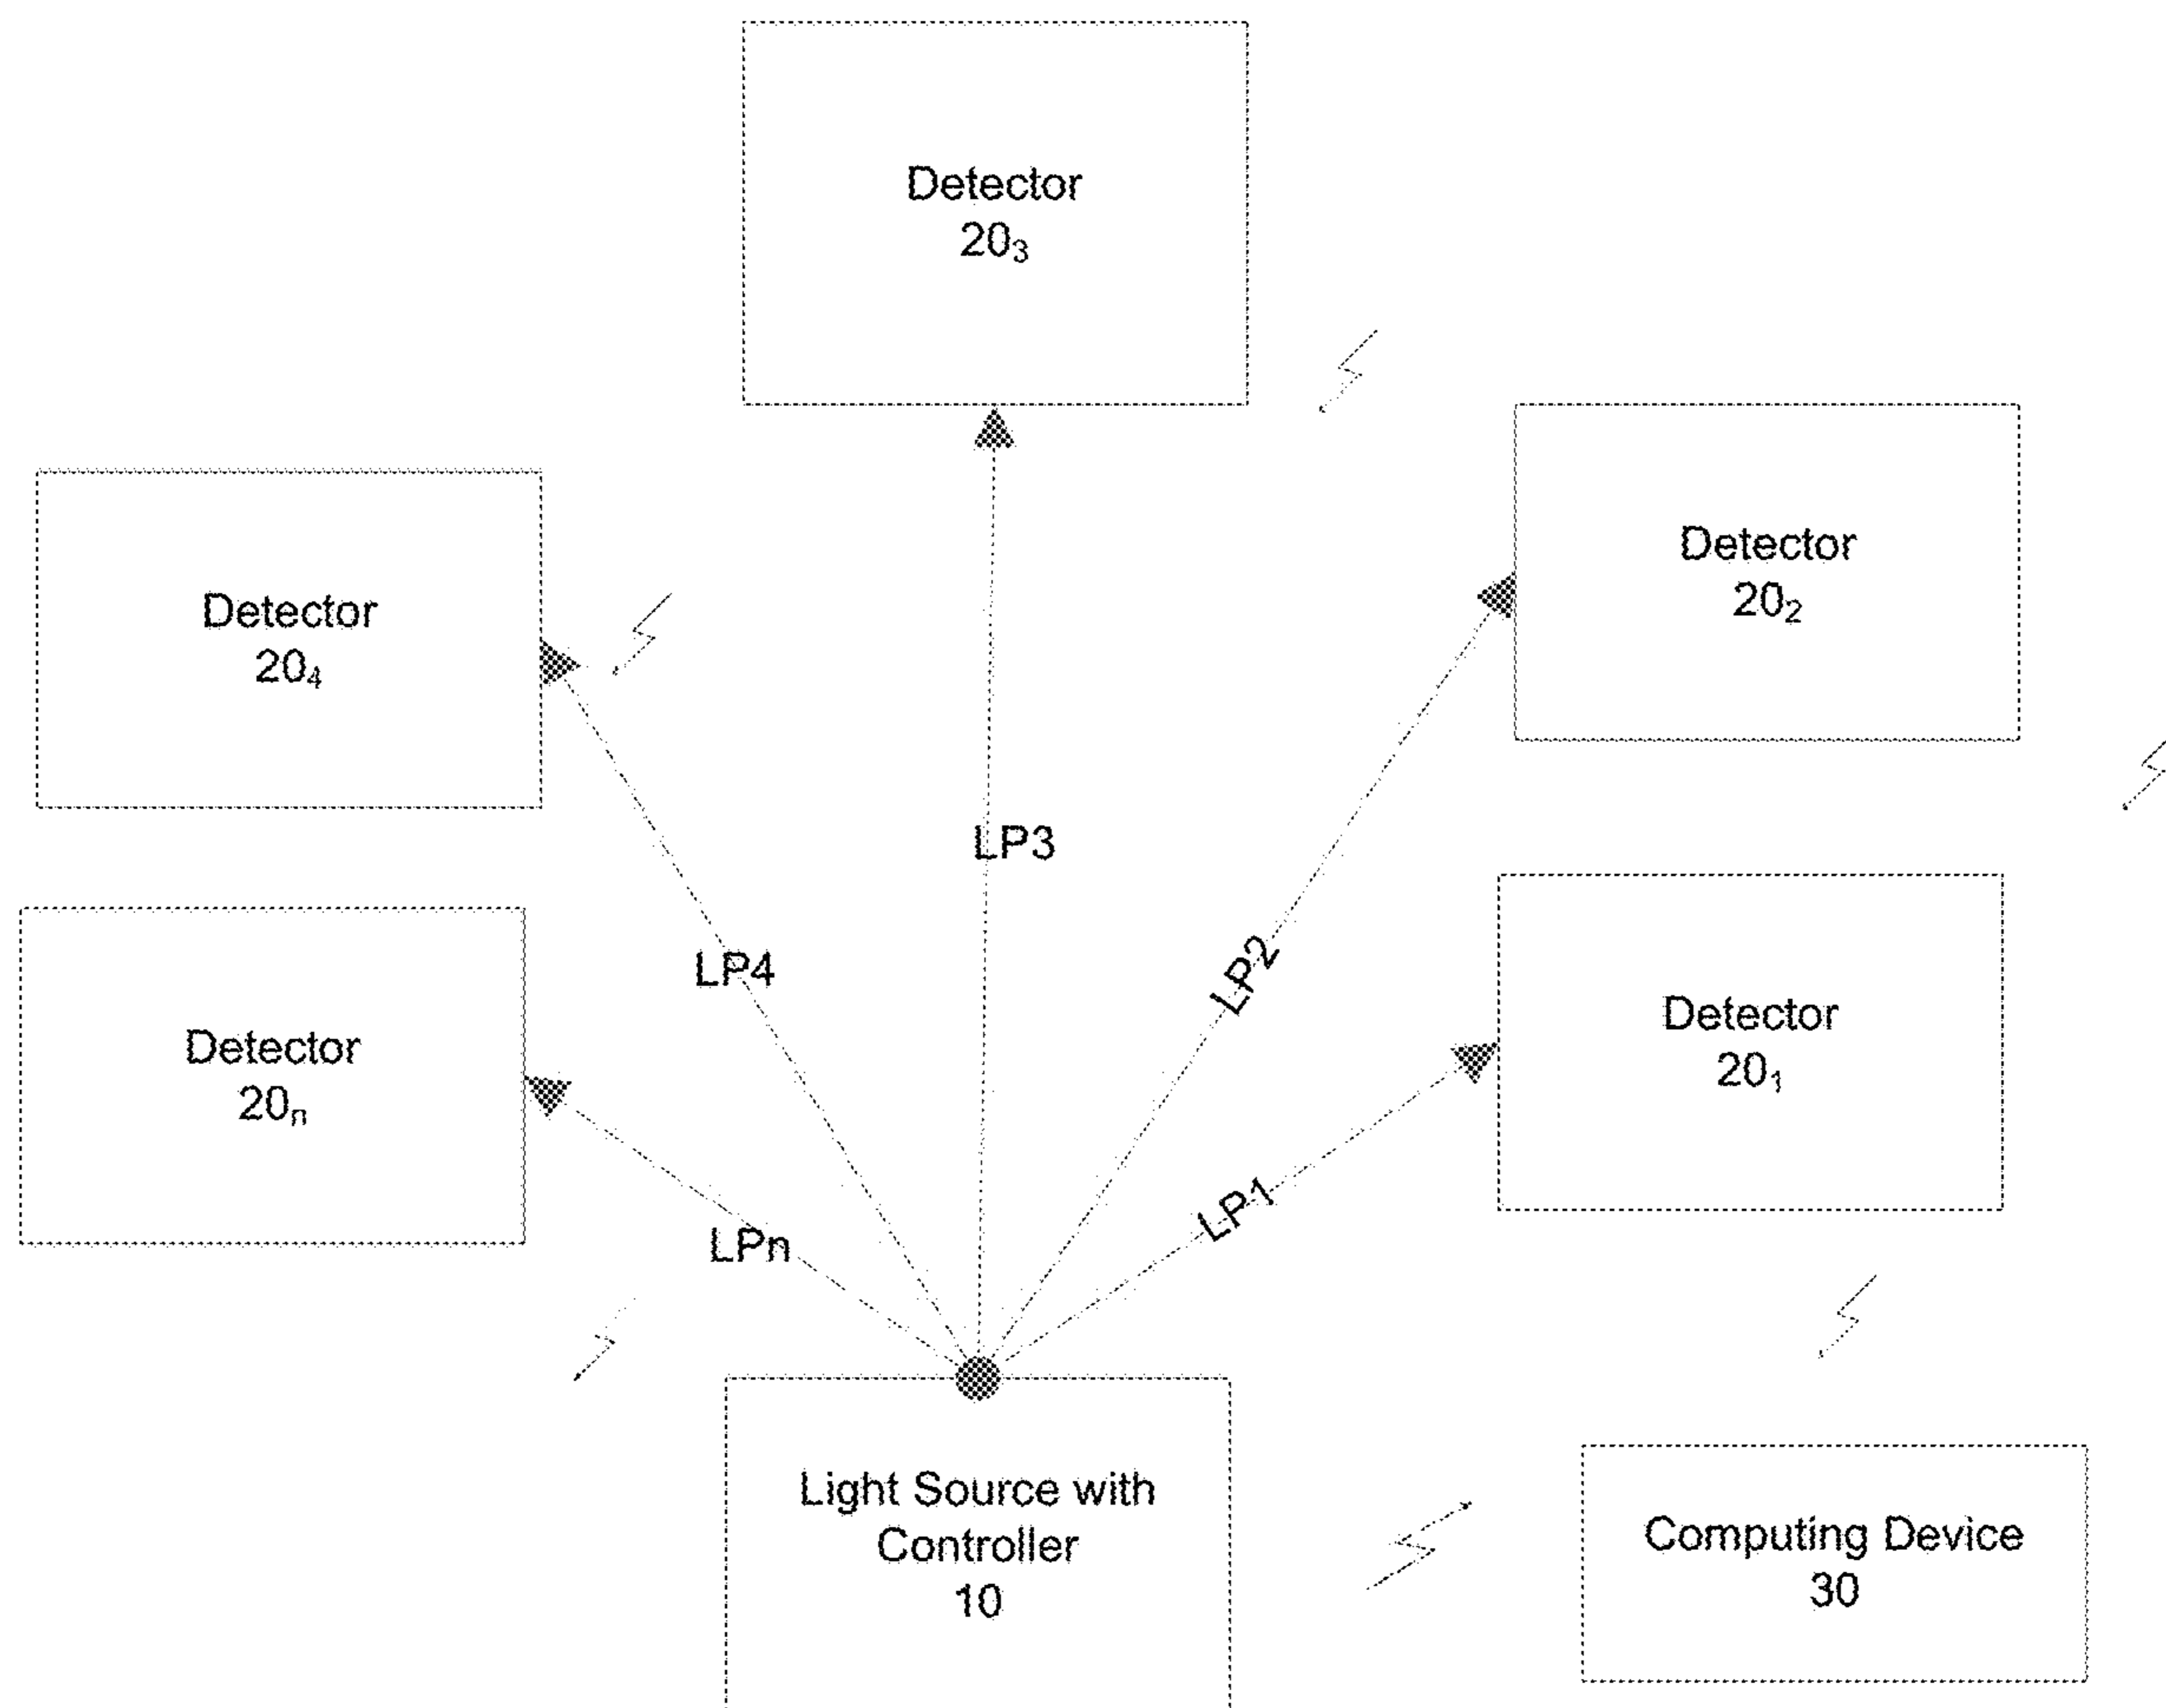 Detector
20₃
Detector
20₂
Detector
20₄
LP3
Detector
20₁
LP4
LP2
Detector
20ₙ
LP1
LPn
Light Source with
Controller
10
Computing Device
30